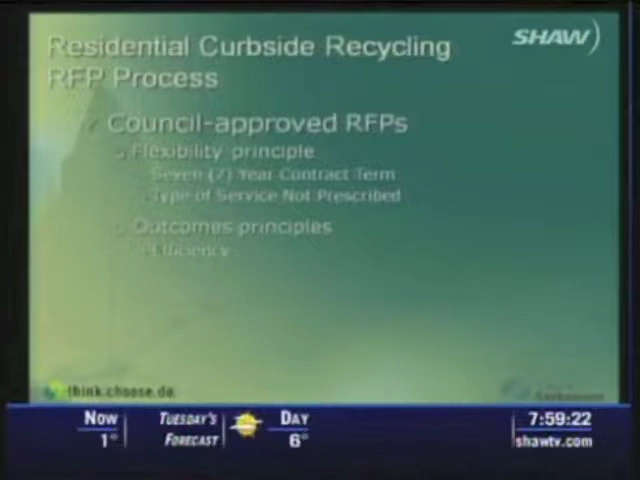 Residential Curbside Recycling
SHAW)
RFP Process
Council-approved RFPs
Flexibility principle
Seven (7) Year Contract Term
Type of Service Not Prescribed
Outcomes principles
Efficiency
think.choose.do
NOW
1°
TUESDAY'S
FORECAST
DAY
6°
7:59:22
shawtv.com